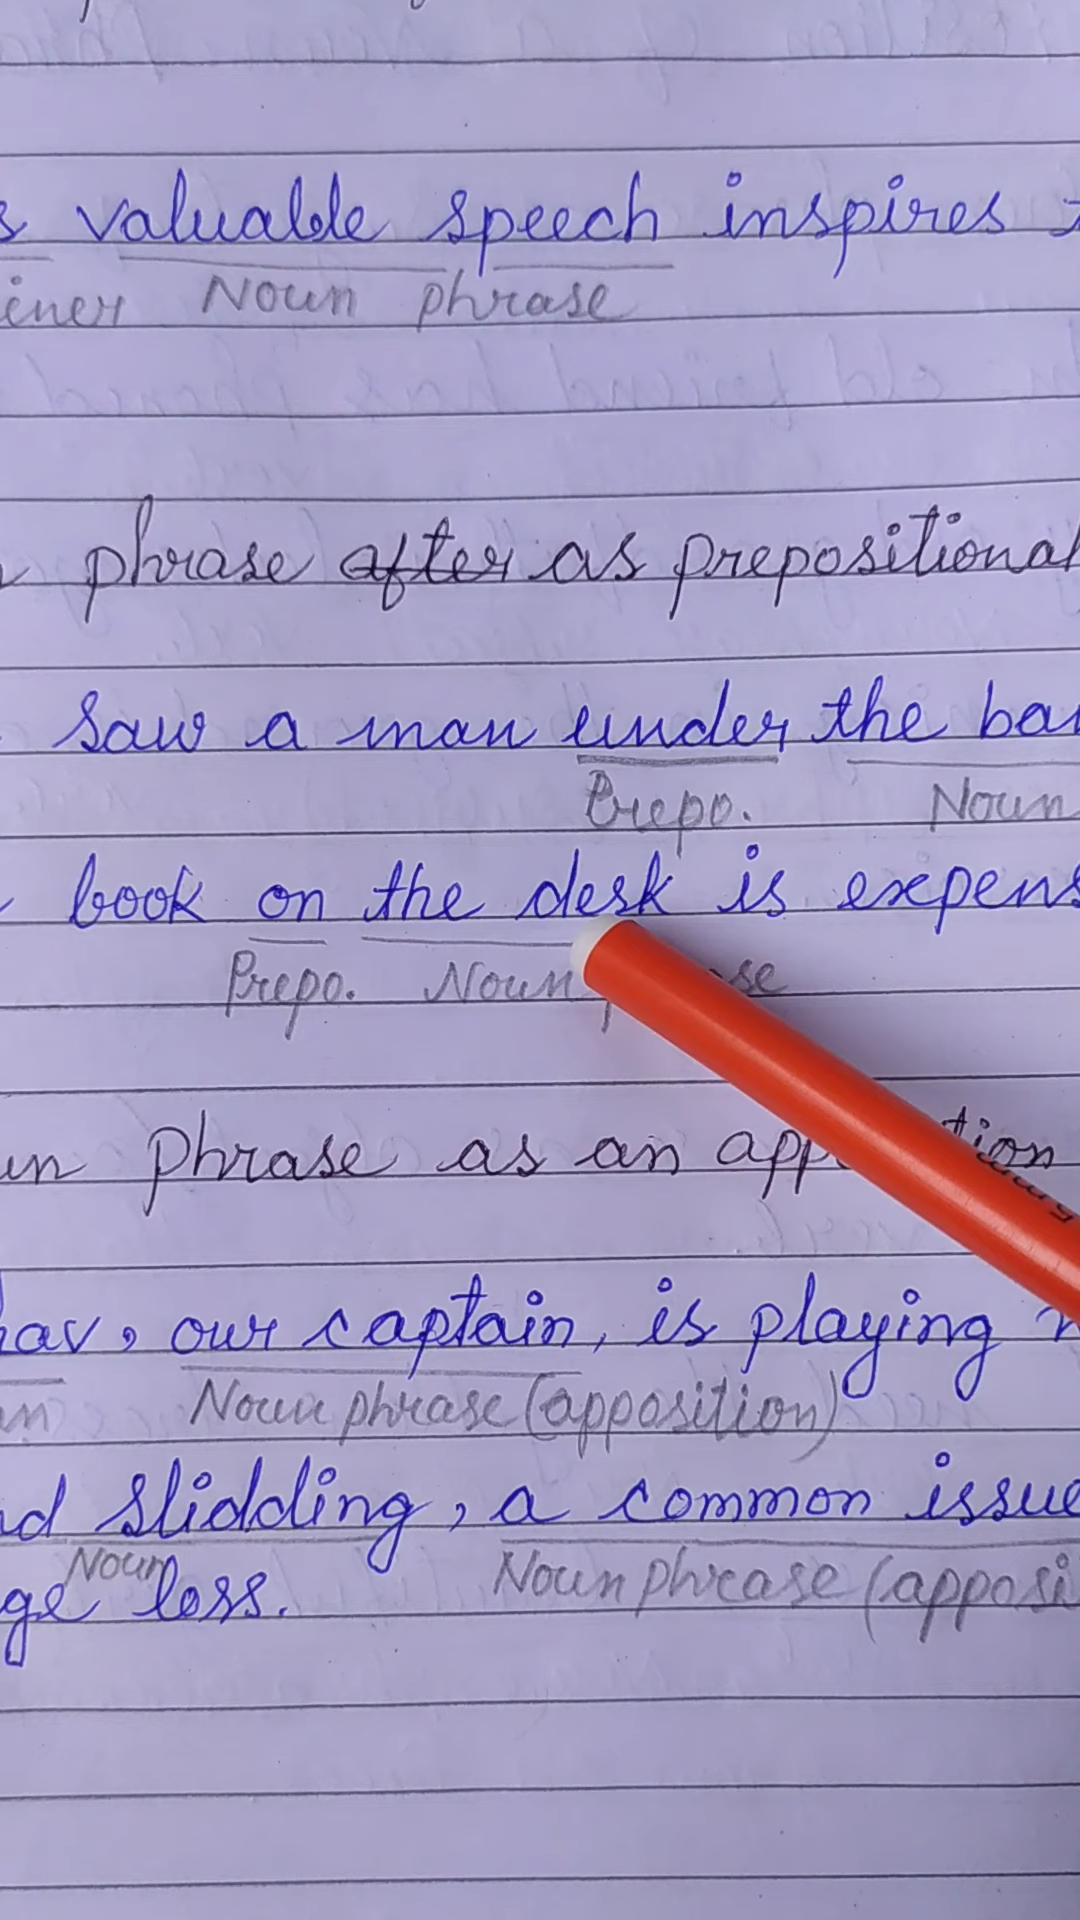 valuable speech inspires
Noun phrase
phrase after as prepositional
saw a man under the
Prepo. Noun
book on the desk is
Prepo. Noun
phrase as an
our captain, is playing
Noun phrase (apposition)
slidding, a common issue
Noun Noun phrase (apposi
loss.